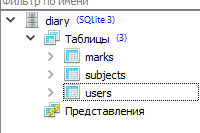 Фильтр по имени
diary (SQLite 3)
Таблицы (3)
marks
subjects
users
Представления